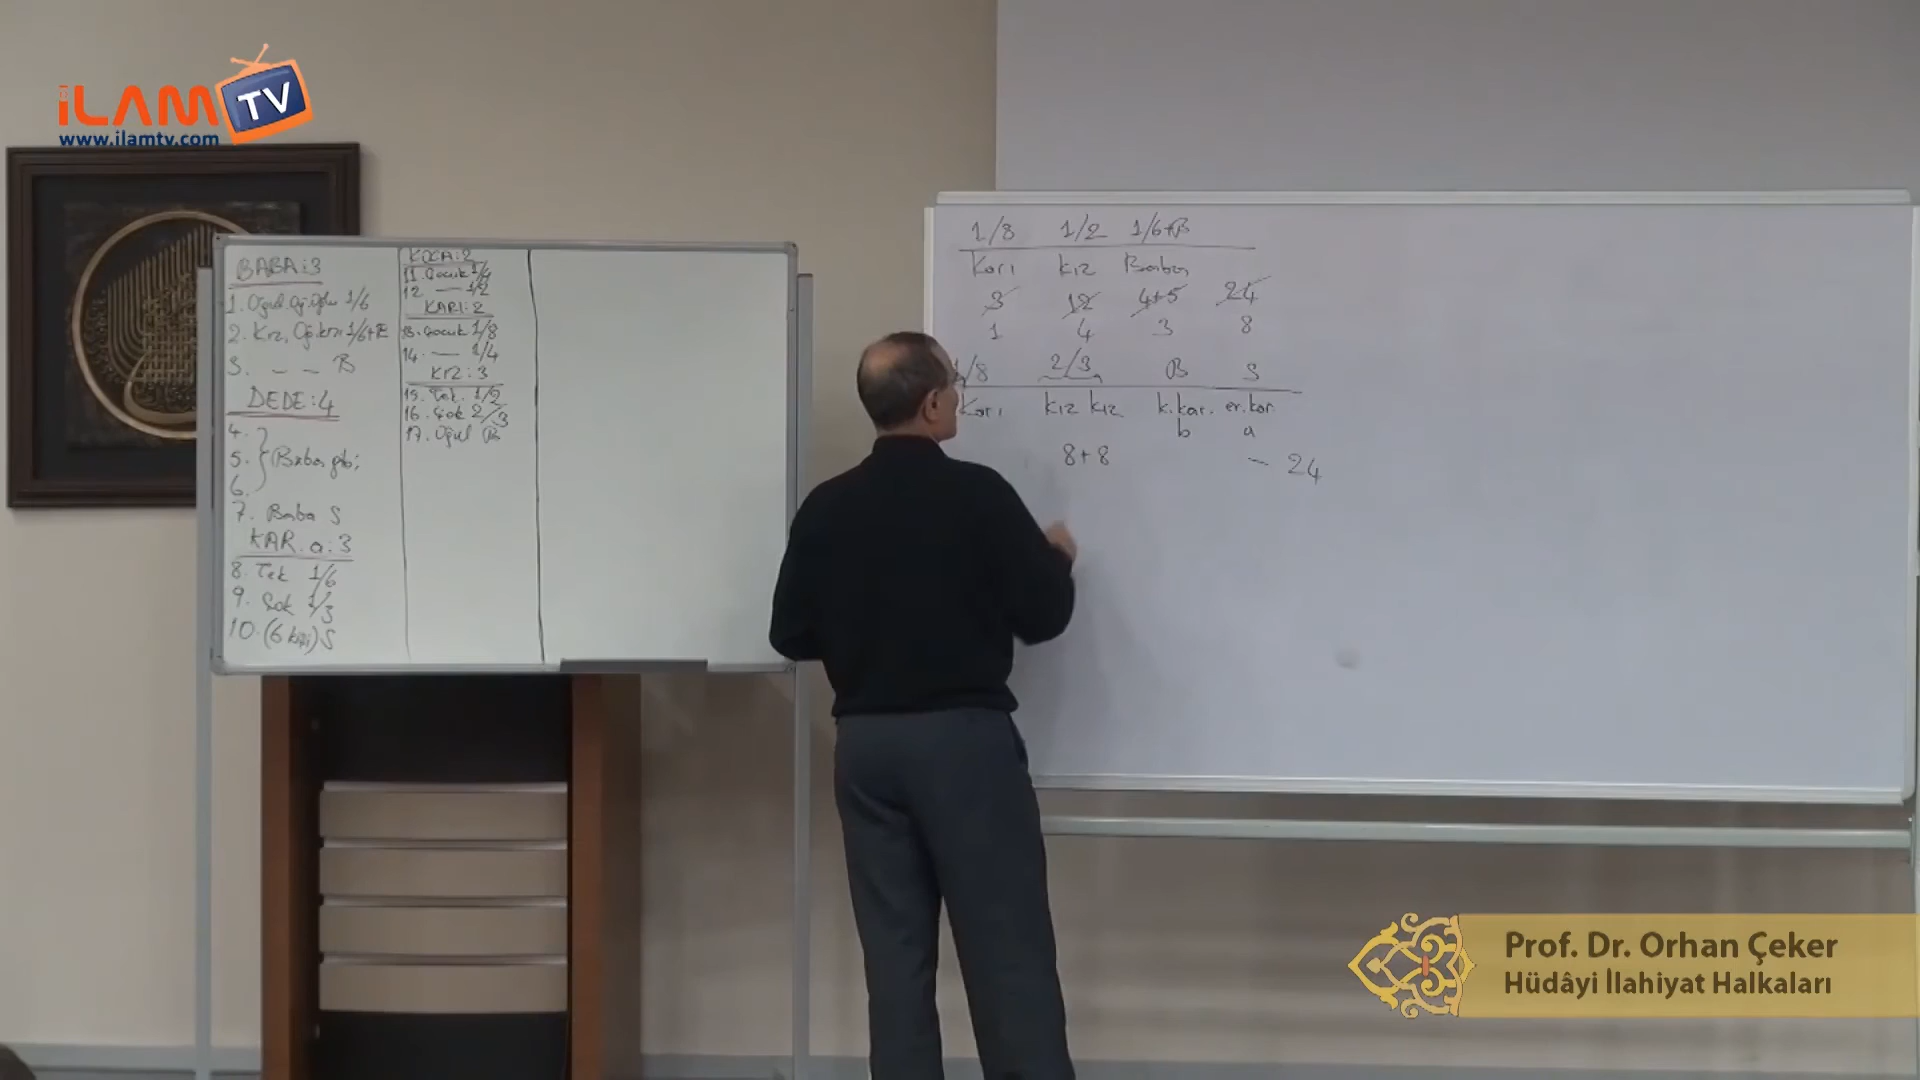 iLAM TV
www.ilamtv.com
BABA:3
1. Oğul, Oğ.Oğlu 1/6
2. Kız, Oğ.kızı 1/6+B
3. — — B
DEDE:4
4.
5. } Baba gibi
6.
7. Baba S
KAR. a:3
8. Tek 1/6
9. Çok 1/3
10. (6 kişi) S
KOCA:2
11. Çocuk 1/4
12. — 1/2
KARI:2
13. Çocuk 1/8
14. — 1/4
KIZ:3
15. Tek. 1/2
16. Çok 2/3
17. Oğul B
1/8 1/2 1/6+B
Karı Kız Baba
3 12 4+5 24
1 4 3 8
1/8 2/3 B S
Karı Kız Kız k.kar. er.kar.
b a
8+8 – 24
Prof. Dr. Orhan Çeker
Hüdâyi İlahiyat Halkaları